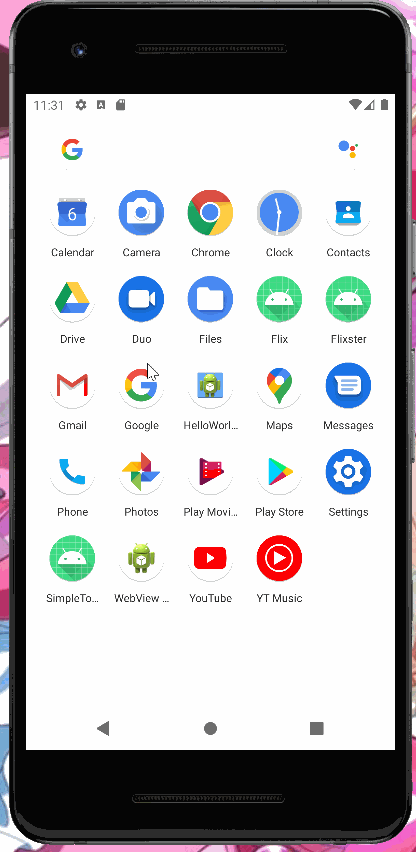 11:31
G
6
Calendar Camera Chrome Clock Contacts
Drive Duo Files Flix Flixster
Gmail Google HelloWorl... Maps Messages
Phone Photos Play Movi... Play Store Settings
SimpleTo... WebView ... YouTube YT Music